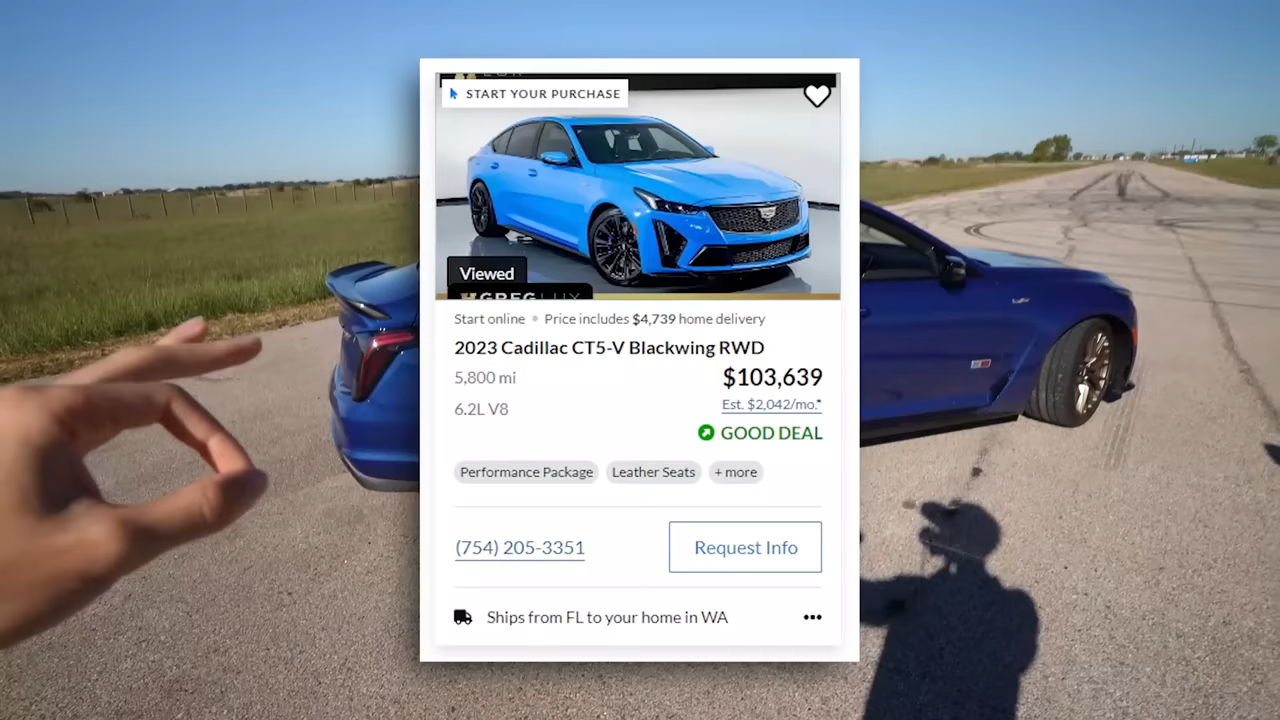 START YOUR PURCHASE
Viewed
Start online • Price includes $4,739 home delivery
2023 Cadillac CT5-V Blackwing RWD
5,800 mi
$103,639
6.2L V8
Est. $2,042/mo.*
GOOD DEAL
Performance Package
Leather Seats
+ more
(754) 205-3351
Request Info
Ships from FL to your home in WA